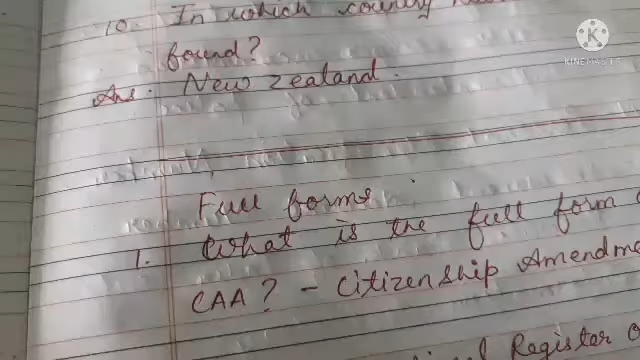 10. In which country
found?
Ans. New Zealand.
Full forms
1. What is the full form
CAA? - Citizenship Amendme
Register o
K
KINEMASTER